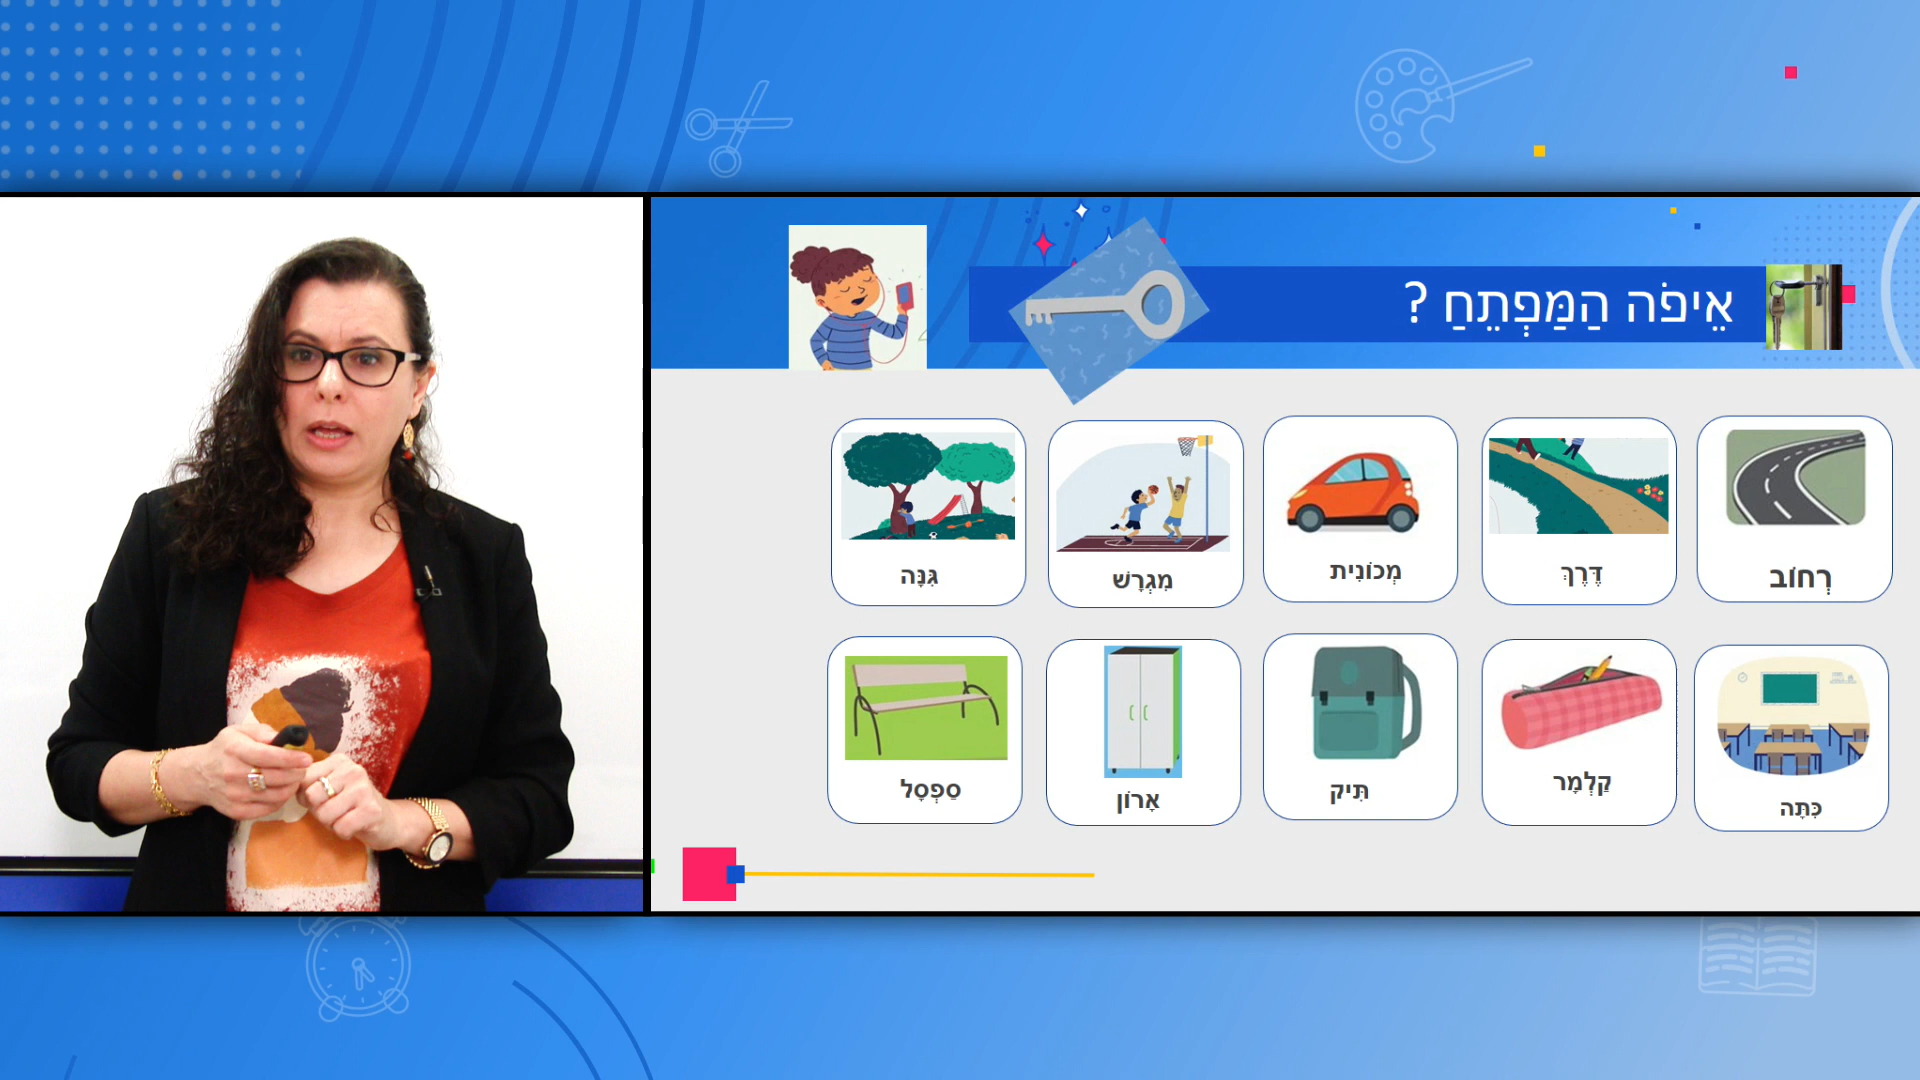 אֵיפֹה הַמַּפְתֵּחַ ?
רְחוֹב
דֶּרֶךְ
מְכוֹנִית
מִגְרָשׁ
גִּנָּה
כִּתָּה
קַלְמָר
תִּיק
אָרוֹן
סַפְסָל